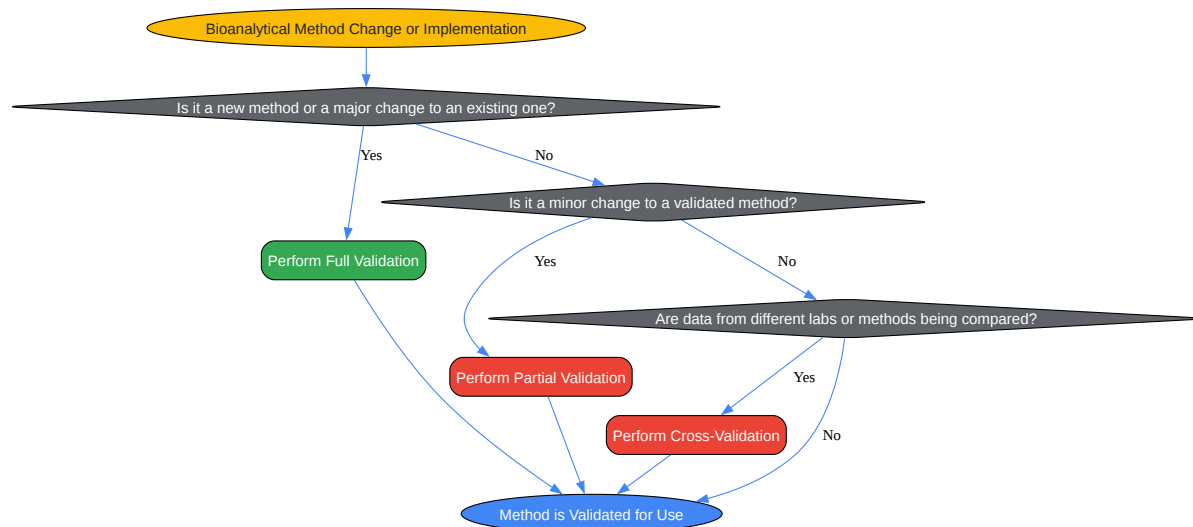 Bioanalytical Method Change or Implementation
Is it a new method or a major change to an existing one?
Yes
No
Is it a minor change to a validated method?
Perform Full Validation
Yes
No
Are data from different labs or methods being compared?
Perform Partial Validation
Yes
Perform Cross-Validation
No
Method is Validated for Use